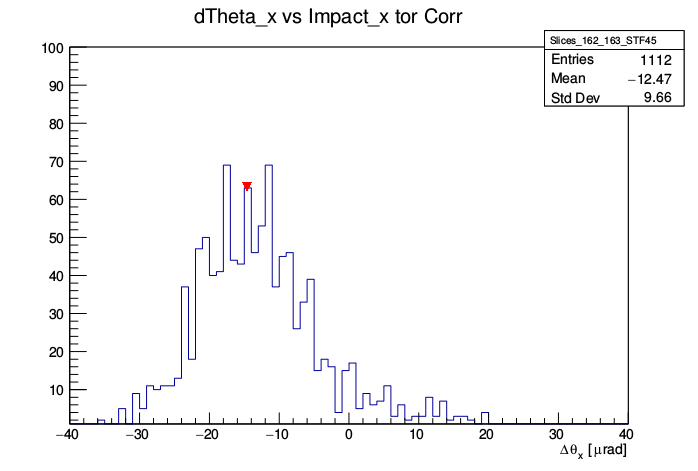 dTheta_x vs Impact_x tor Corr
Slices_162_163_STF45
Entries 1112
Mean −12.47
Std Dev 9.66
100
90
80
70
60
50
40
30
20
10
−40 −30 −20 −10 0 10 20 30 40
Δθx [μrad]